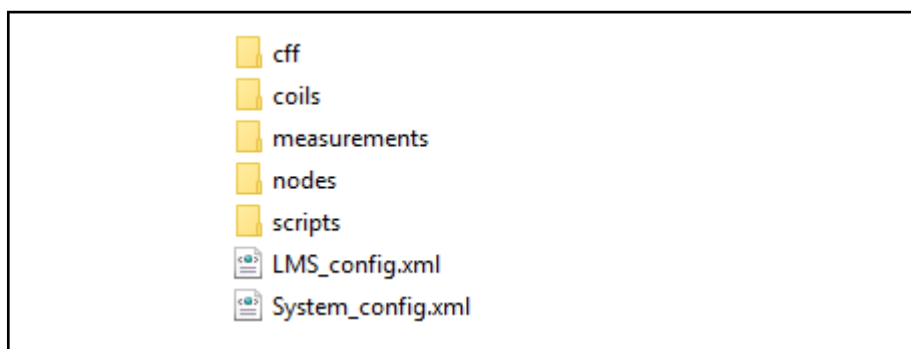 cff
coils
measurements
nodes
scripts
LMS_config.xml
System_config.xml